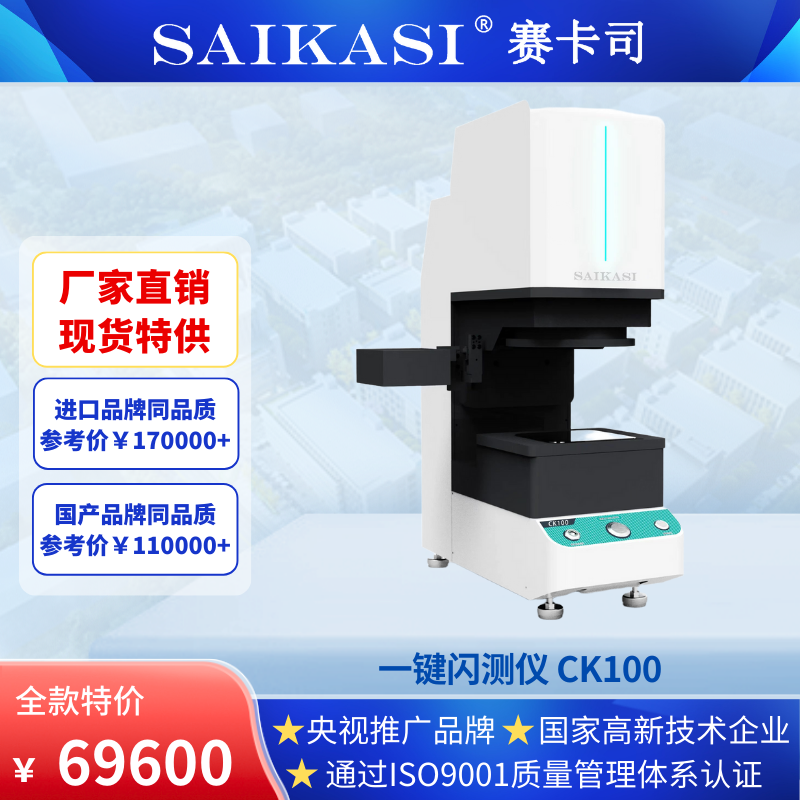 SAIKASI® 赛卡司
SAIKASI
厂家直销
现货特供
进口品牌同品质
参考价￥170000+
国产品牌同品质
参考价￥110000+
CK100
一键闪测仪 CK100
全款特价
￥ 69600
★央视推广品牌 ★国家高新技术企业
★通过ISO9001质量管理体系认证